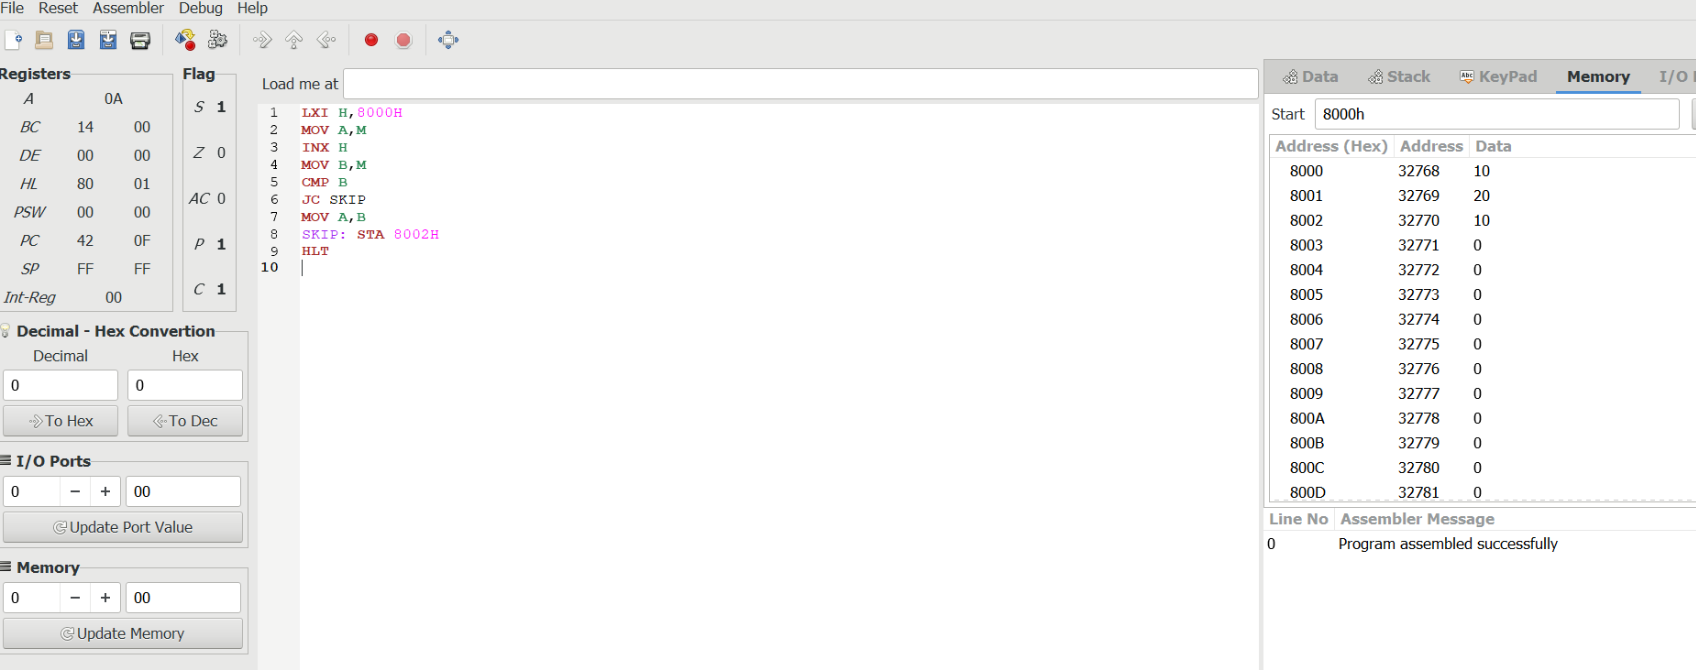 File Reset Assembler Debug Help
Registers
A 0A
BC 14 00
DE 00 00
HL 80 01
PSW 00 00
PC 42 0F
SP FF FF
Int-Reg 00
Flag
S 1
Z 0
AC 0
P 1
C 1
Decimal - Hex Convertion
Decimal Hex
0 0
To Hex To Dec
I/O Ports
0 − + 00
Update Port Value
Memory
0 − + 00
Update Memory
Load me at
1 LXI H,8000H
2 MOV A,M
3 INX H
4 MOV B,M
5 CMP B
6 JC SKIP
7 MOV A,B
8 SKIP: STA 8002H
9 HLT
10
Data Stack Abc KeyPad Memory I/O
Start 8000h
Address (Hex) Address Data
8000 32768 10
8001 32769 20
8002 32770 10
8003 32771 0
8004 32772 0
8005 32773 0
8006 32774 0
8007 32775 0
8008 32776 0
8009 32777 0
800A 32778 0
800B 32779 0
800C 32780 0
800D 32781 0
Line No Assembler Message
0 Program assembled successfully